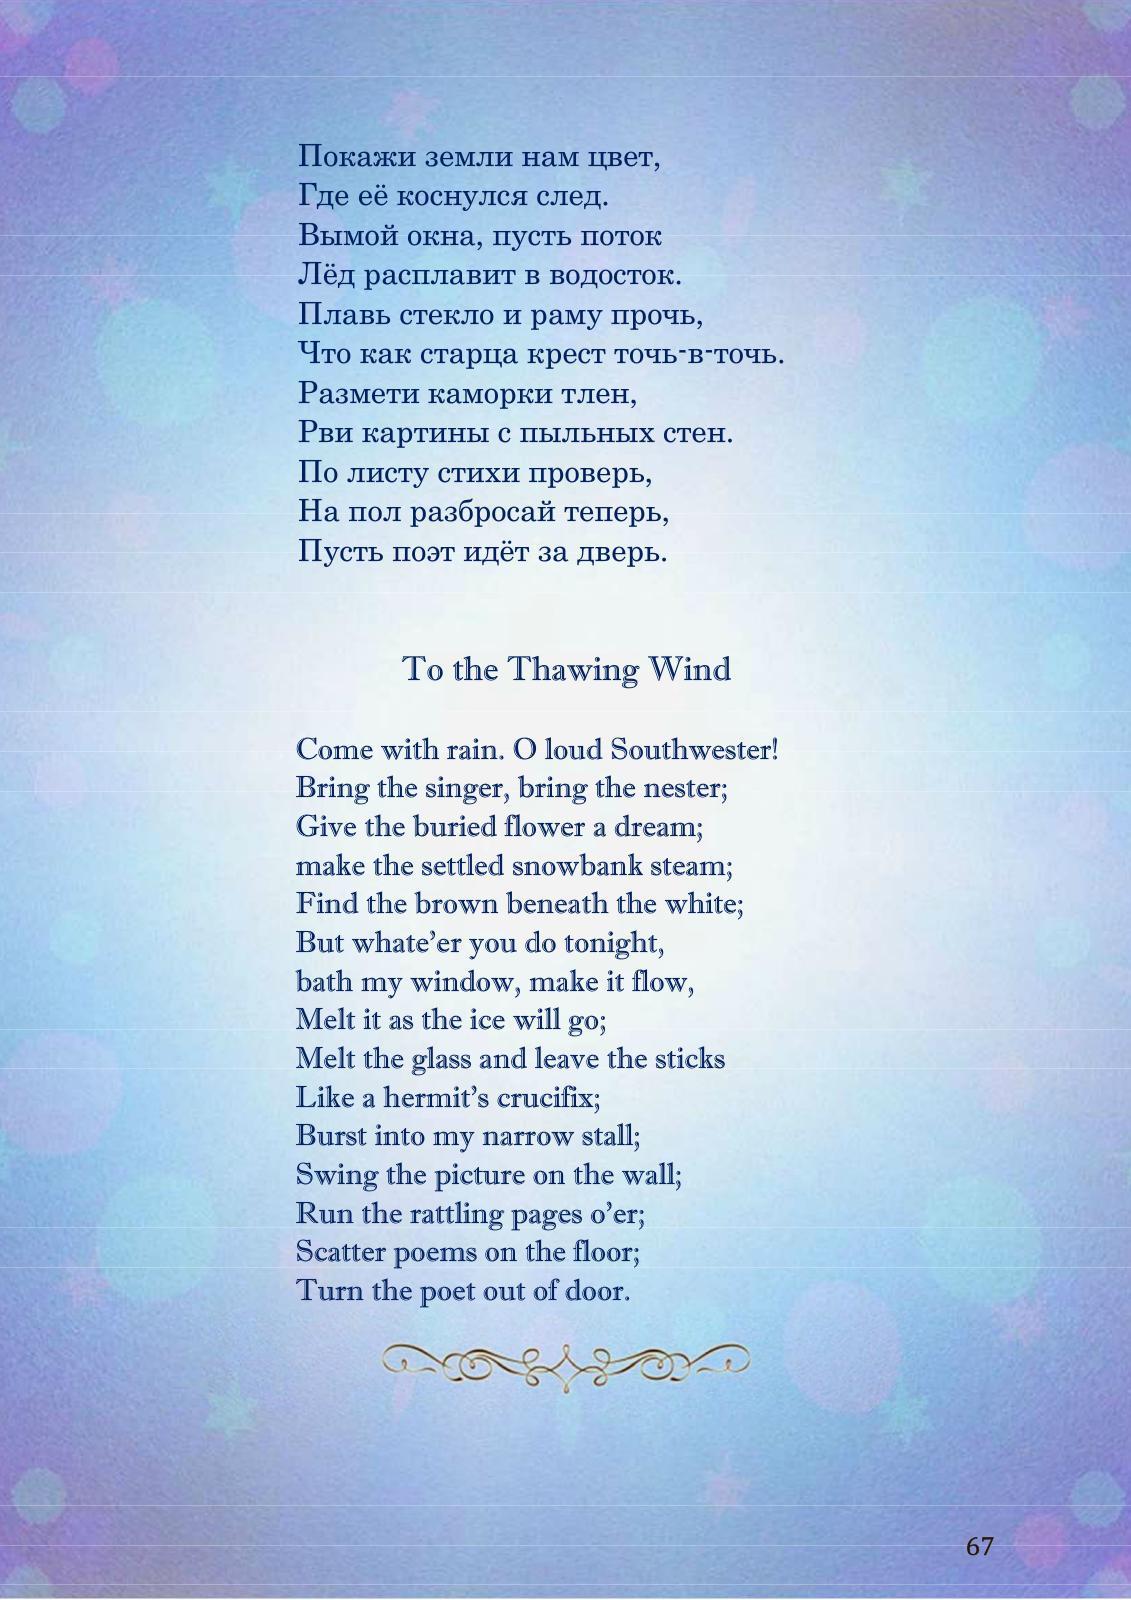 Покажи земли нам цвет,
Где её коснулся след.
Вымой окна, пусть поток
Лёд расплавит в водосток.
Плавь стекло и раму прочь,
Что как старца крест точь-в-точь.
Размети каморки тлен,
Рви картины с пыльных стен.
По листу стихи проверь,
На пол разбросай теперь,
Пусть поэт идёт за дверь.
To the Thawing Wind
Come with rain. O loud Southwester!
Bring the singer, bring the nester;
Give the buried flower a dream;
make the settled snowbank steam;
Find the brown beneath the white;
But whate’er you do tonight,
bath my window, make it flow,
Melt it as the ice will go;
Melt the glass and leave the sticks
Like a hermit’s crucifix;
Burst into my narrow stall;
Swing the picture on the wall;
Run the rattling pages o’er;
Scatter poems on the floor;
Turn the poet out of door.
67